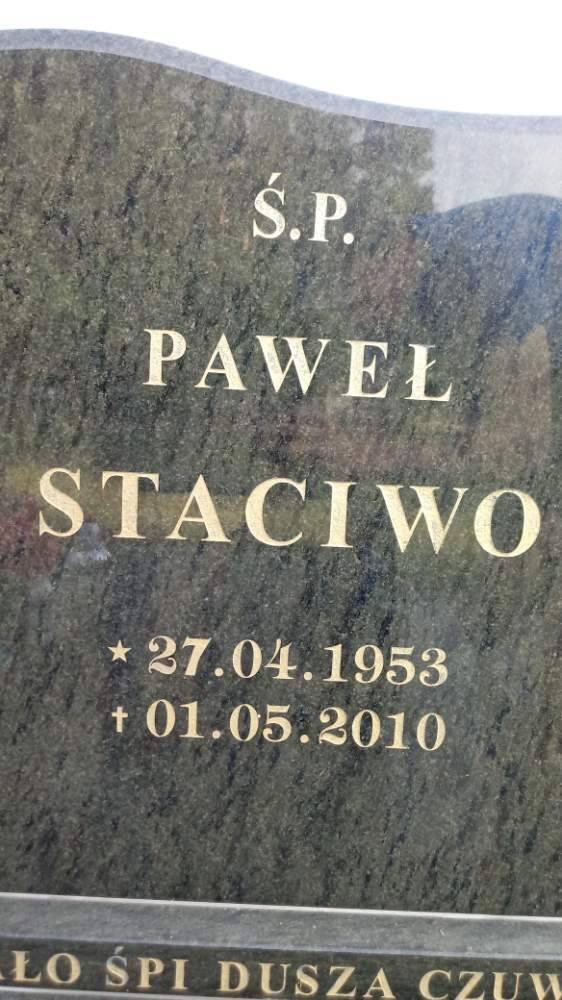 Ś.P.
PAWEŁ
STACIWO
★ 27.04.1953
✝ 01.05.2010
ŚPI DUSZA